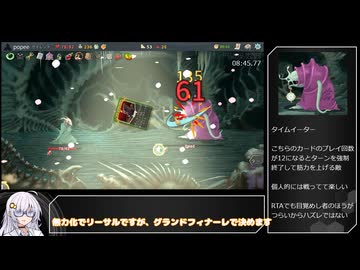 popee
08:45.77
135
61
タイムイーター
こちらのカードのプレイ回数
が12になるとターンを強制
終了して筋力を上げる敵
個人的には戦ってて楽しい
RTAでも目覚めし者のほうが
つらいからハズレではない
無力化でリーサルですが、グランドフィナーレで決めます